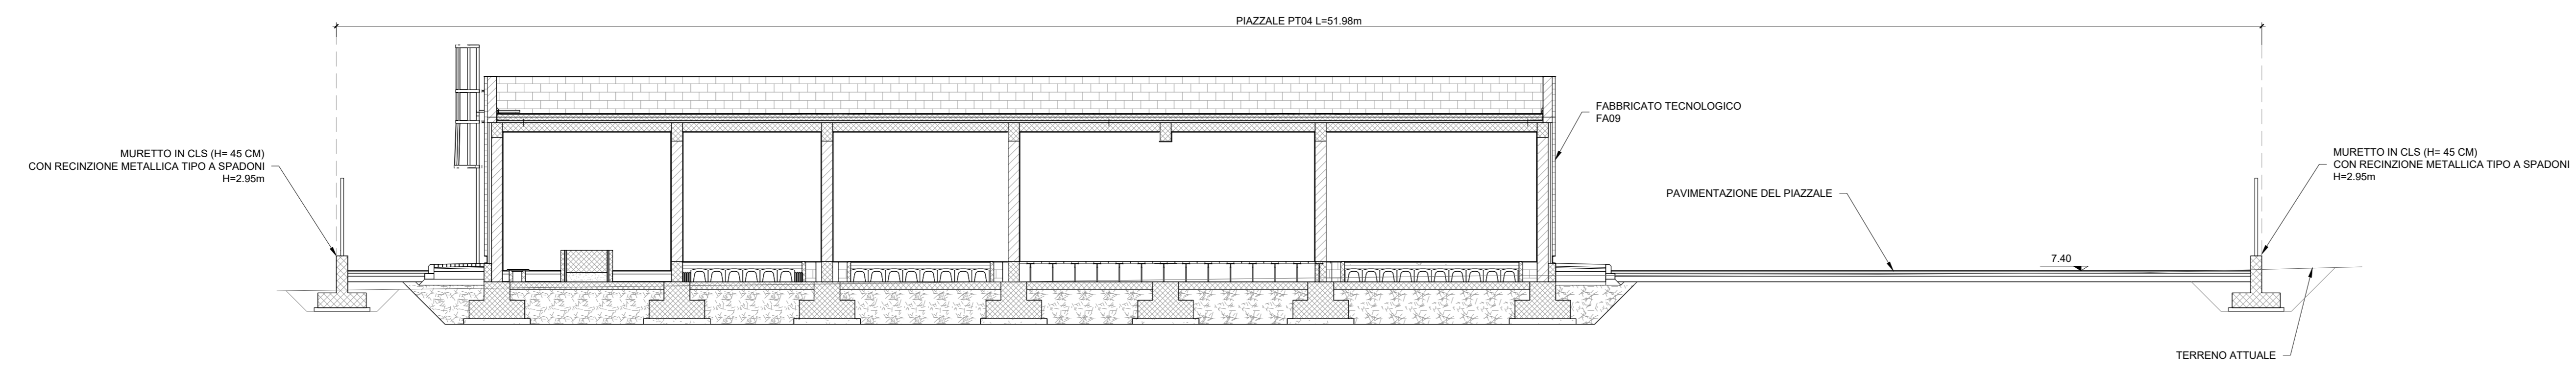 PIAZZALE PT04 L=51.98m
FABBRICATO TECNOLOGICO
FA09
MURETTO IN CLS (H= 45 CM)
CON RECINZIONE METALLICA TIPO A SPADONI
H=2.95m
MURETTO IN CLS (H= 45 CM)
CON RECINZIONE METALLICA TIPO A SPADONI
H=2.95m
PAVIMENTAZIONE DEL PIAZZALE
7.40
TERRENO ATTUALE